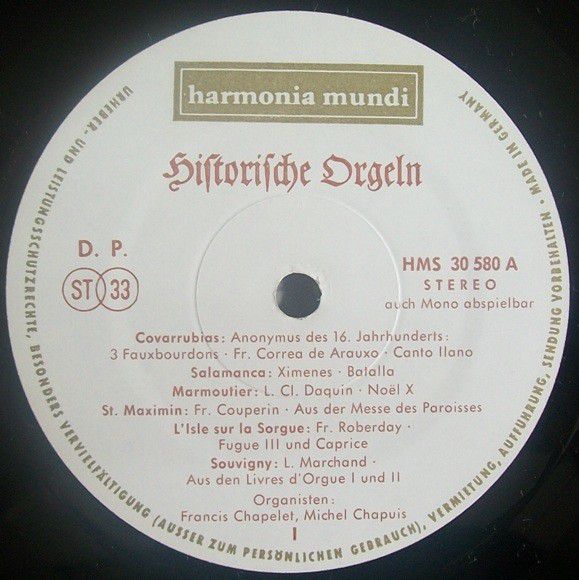 harmonia mundi
Historische Orgeln
D. P.
ST 33
HMS 30 580 A
STEREO
auch Mono abspielbar
Covarrubias: Anonymus des 16. Jahrhunderts:
3 Fauxbourdons · Fr. Correa de Arauxo · Canto llano
Salamanca: Ximenes · Batalla
Marmoutier: L. Cl. Daquin · Noël X
St. Maximin: Fr. Couperin · Aus der Messe des Paroisses
L'Isle sur la Sorgue: Fr. Roberday ·
Fugue III und Caprice
Souvigny: L. Marchand ·
Aus den Livres d'Orgue I und II
Organisten:
Francis Chapelet, Michel Chapuis
I
URHEBER- UND LEISTUNGSSCHUTZRECHTE, BESONDERS VERVIELFÄLTIGUNG (AUSSER ZUM PERSÖNLICHEN GEBRAUCH), VERMIETUNG, AUFFÜHRUNG, SENDUNG VORBEHALTEN · MADE IN GERMANY